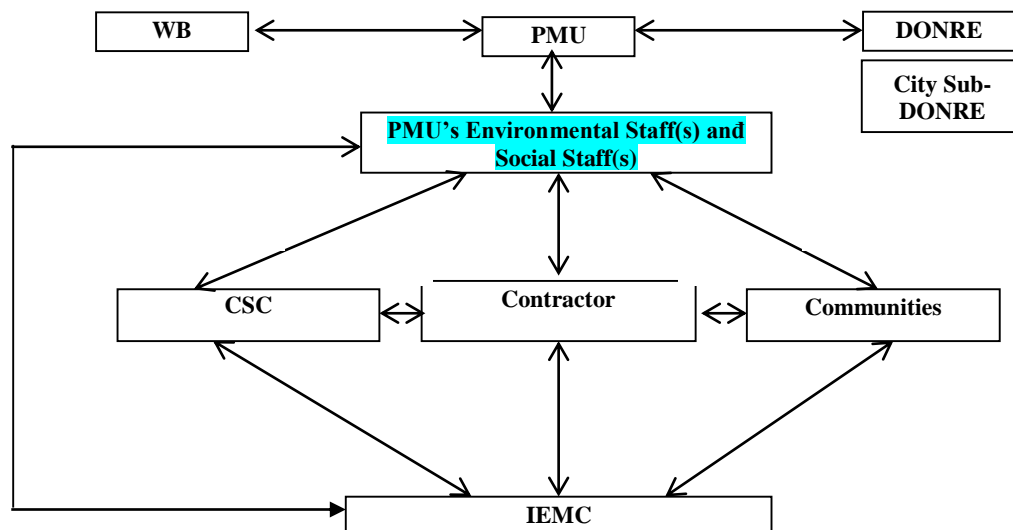 WB
PMU
DONRE
City Sub-
DONRE
PMU's Environmental Staff(s) and
Social Staff(s)
CSC
Contractor
Communities
IEMC